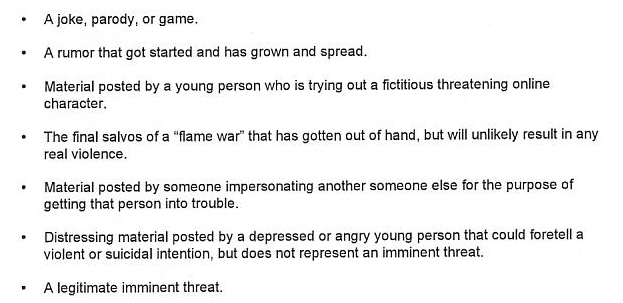 • A joke, parody, or game.
• A rumor that got started and has grown and spread.
• Material posted by a young person who is trying out a fictitious threatening online
character.
• The final salvos of a "flame war" that has gotten out of hand, but will unlikely result in any
real violence.
• Material posted by someone impersonating another someone else for the purpose of
getting that person into trouble.
• Distressing material posted by a depressed or angry young person that could foretell a
violent or suicidal intention, but does not represent an imminent threat.
• A legitimate imminent threat.